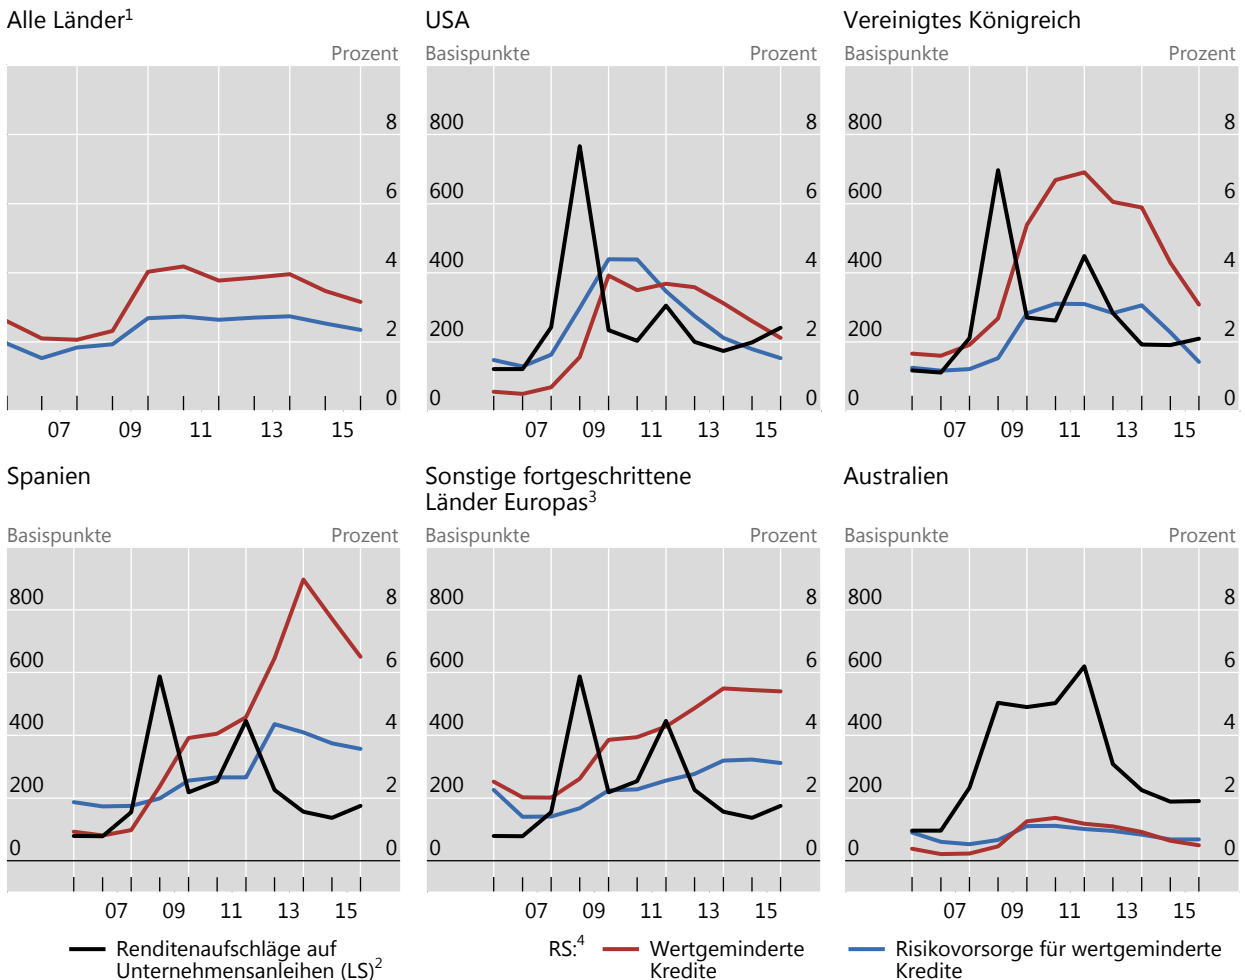 Alle Länder1
USA
Vereinigtes Königreich
Prozent
Basispunkte
Prozent
Basispunkte
Prozent
8
6
4
2
0
07 09 11 13 15
800
600
400
200
0
8
6
4
2
0
07 09 11 13 15
800
600
400
200
0
8
6
4
2
0
07 09 11 13 15
Spanien
Sonstige fortgeschrittene
Länder Europas3
Australien
Basispunkte
Prozent
Basispunkte
Prozent
Basispunkte
Prozent
800
600
400
200
0
8
6
4
2
0
07 09 11 13 15
800
600
400
200
0
8
6
4
2
0
07 09 11 13 15
800
600
400
200
0
8
6
4
2
0
07 09 11 13 15
Renditenaufschläge auf
Unternehmensanleihen (LS)2
RS:4
Wertgeminderte
Kredite
Risikovorsorge für wertgeminderte
Kredite